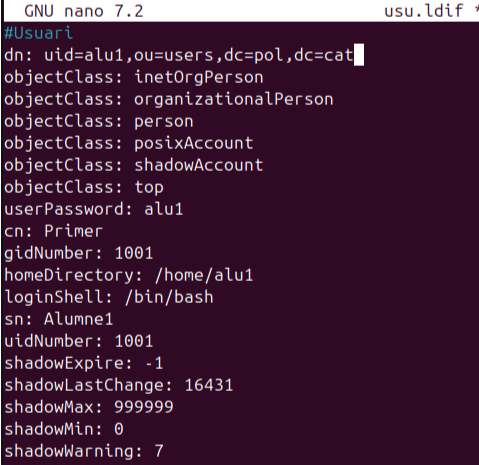 GNU nano 7.2 usu.ldif *
#Usuari
dn: uid=alu1,ou=users,dc=pol,dc=cat
objectClass: inetOrgPerson
objectClass: organizationalPerson
objectClass: person
objectClass: posixAccount
objectClass: shadowAccount
objectClass: top
userPassword: alu1
cn: Primer
gidNumber: 1001
homeDirectory: /home/alu1
loginShell: /bin/bash
sn: Alumne1
uidNumber: 1001
shadowExpire: -1
shadowLastChange: 16431
shadowMax: 999999
shadowMin: 0
shadowWarning: 7